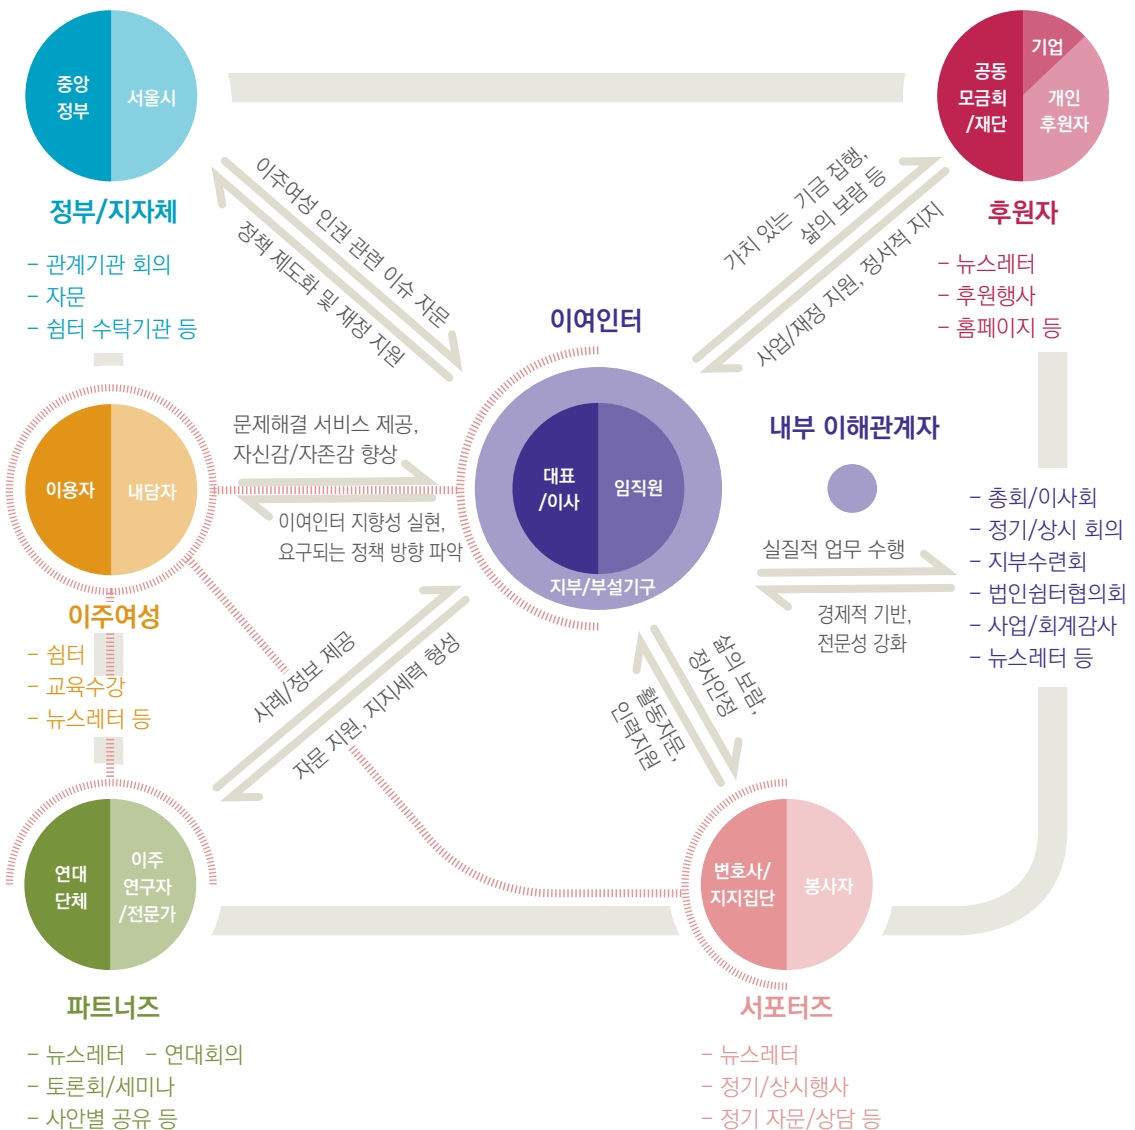 중앙
정부
서울시
정부/지자체
- 관계기관 회의
- 자문
- 쉼터 수탁기관 등
이주여성 인권 관련 이슈 자문
정책 제도화 및 재정 지원
기업
공동
모금회
/재단
개인
후원자
후원자
- 뉴스레터
- 후원행사
- 홈페이지 등
가치 있는 기금 집행,
삶의 보람 등
사업/재정 지원, 정서적 지지
이여인터
대표
/이사
임직원
지부/부설기구
내부 이해관계자
- 총회/이사회
- 정기/상시 회의
- 지부수련회
- 법인쉼터협의회
- 사업/회계감사
- 뉴스레터 등
실질적 업무 수행
경제적 기반,
전문성 강화
이용자
내담자
이주여성
- 쉼터
- 교육수강
- 뉴스레터 등
문제해결 서비스 제공,
자신감/자존감 향상
이여인터 지향성 실현,
요구되는 정책 방향 파악
사례/정보 제공
자문 지원, 지지세력 형성
삶의 보람,
정서안정
활동자문,
인력지원
연대
단체
이주
연구자
/전문가
파트너즈
- 뉴스레터 - 연대회의
- 토론회/세미나
- 사안별 공유 등
변호사/
지지집단
봉사자
서포터즈
- 뉴스레터
- 정기/상시행사
- 정기 자문/상담 등